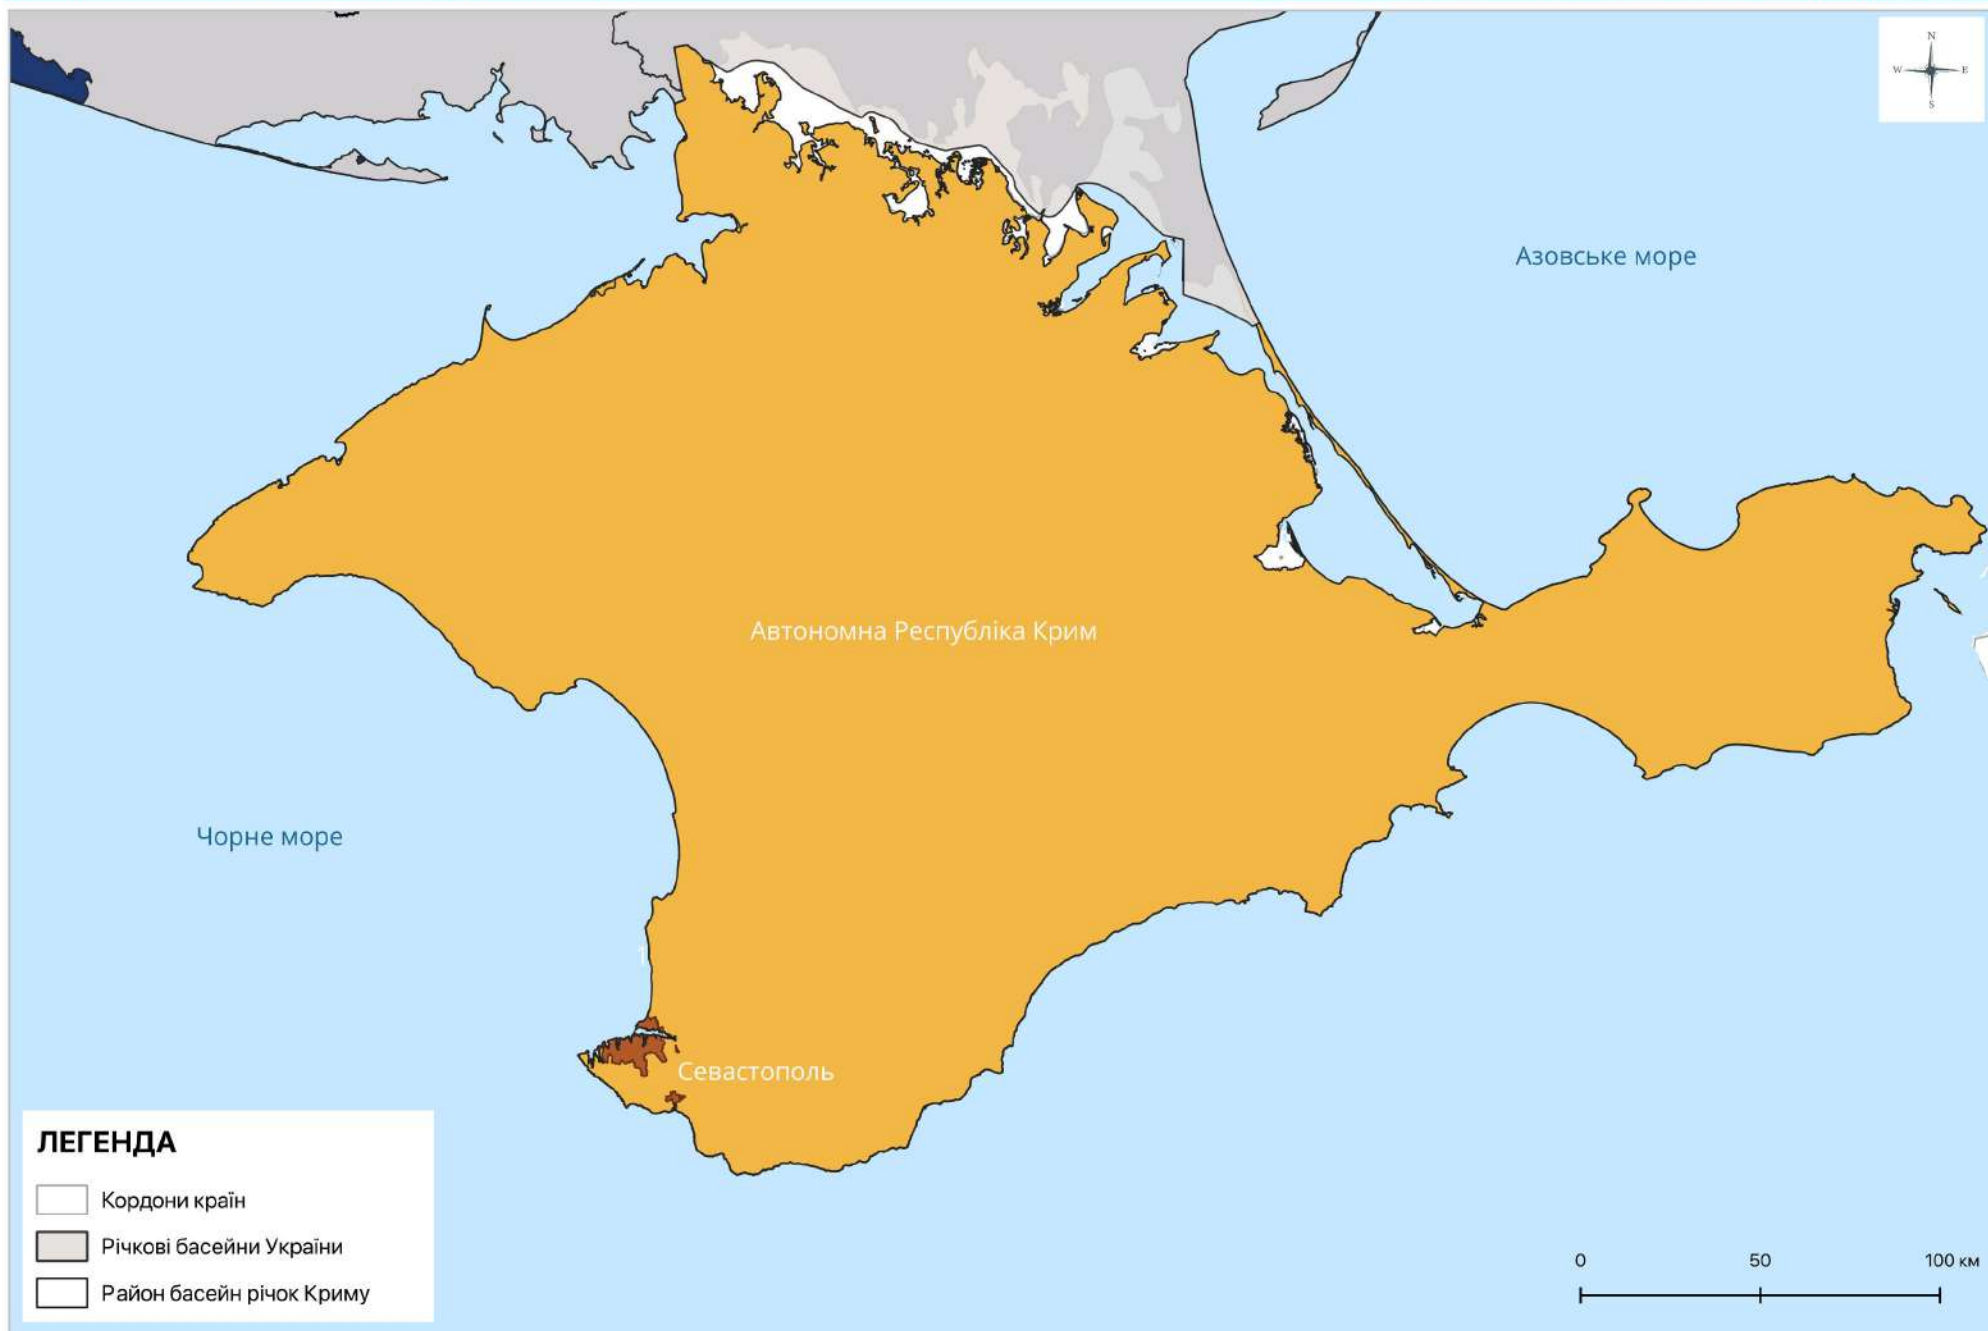 N
W E
S
Азовське море
Автономна Республіка Крим
Чорне море
1
Севастополь
ЛЕГЕНДА
Кордони країн
Річкові басейни України
Район басейн річок Криму
0 50 100 км